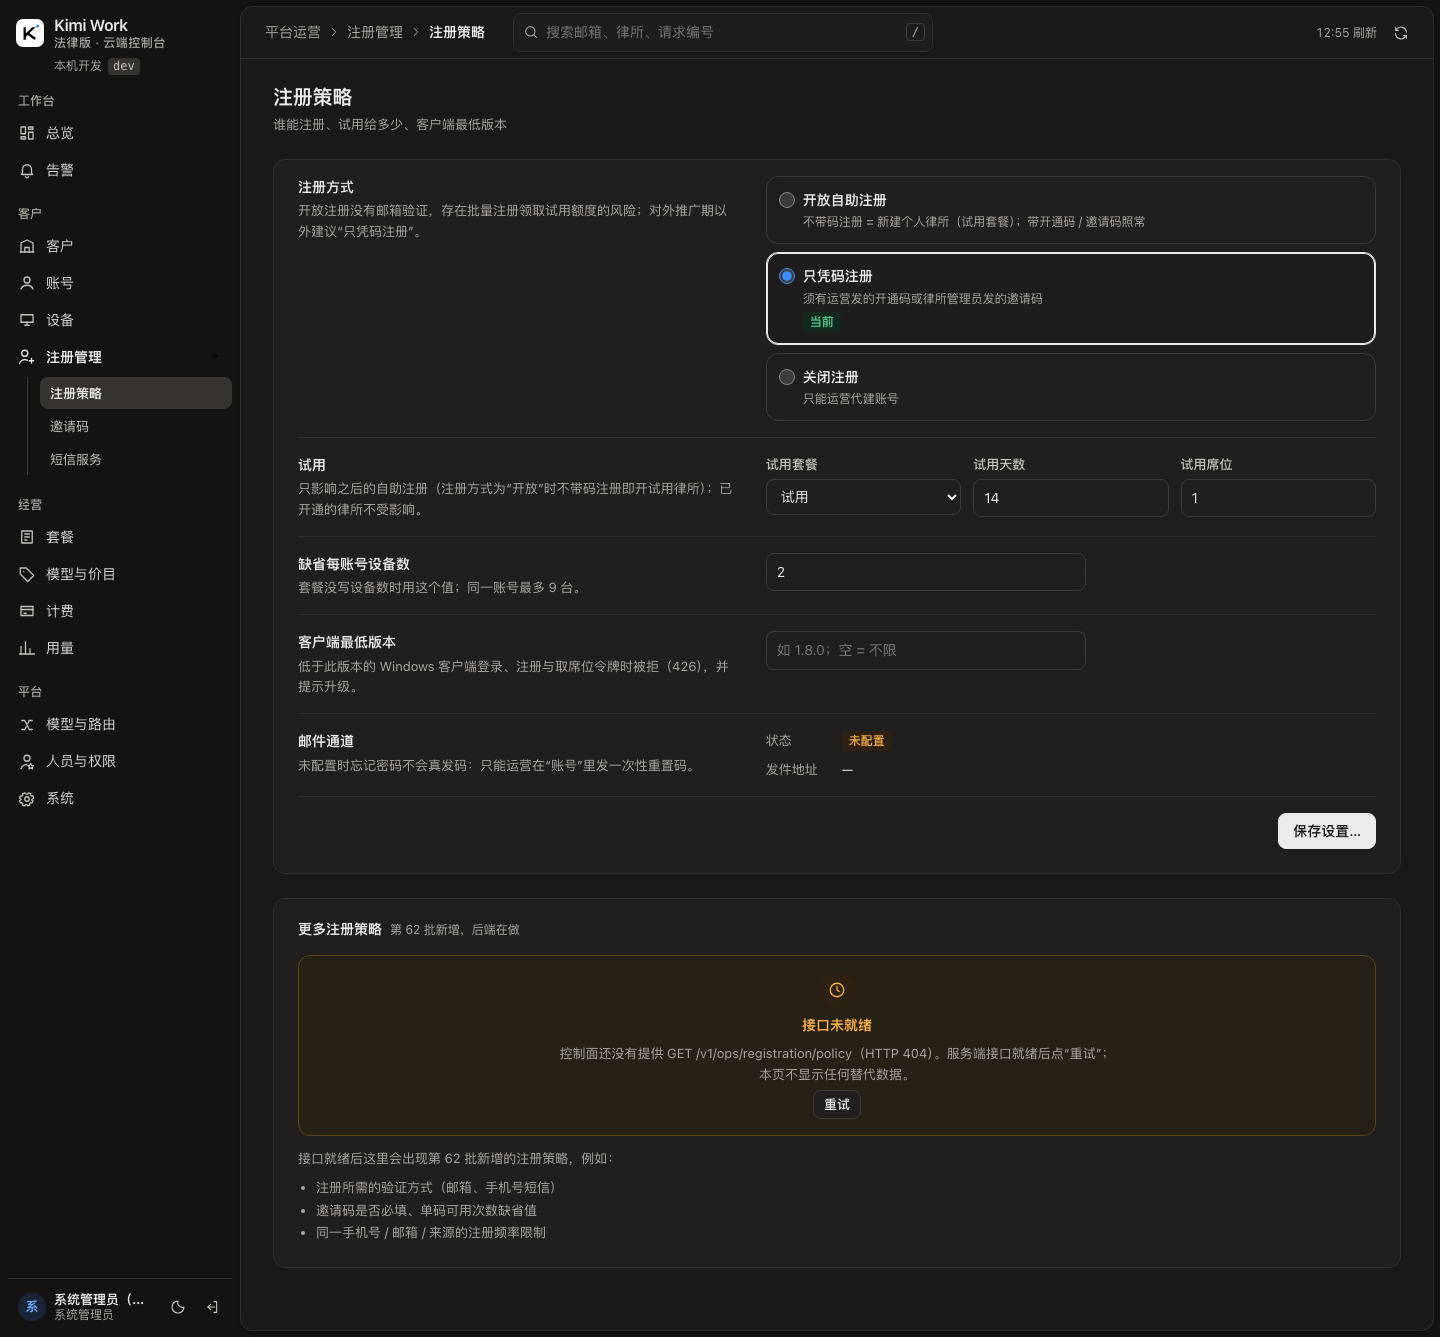 Kimi Work
法律版 · 云端控制台
本机开发 dev
工作台
总览
告警
客户
客户
账号
设备
注册管理
注册策略
邀请码
短信服务
经营
套餐
模型与价目
计费
用量
平台
模型与路由
人员与权限
系统
系 系统管理员（...
系统管理员
平台运营 > 注册管理 > 注册策略
搜索邮箱、律所、请求编号 /
12:55 刷新
注册策略
谁能注册、试用给多少、客户端最低版本
注册方式
开放注册没有邮箱验证，存在批量注册领取试用额度的风险；对外推广期以
外建议“只凭码注册”。
开放自助注册
不带码注册 = 新建个人律所（试用套餐）；带开通码 / 邀请码照常
只凭码注册
须有运营发的开通码或律所管理员发的邀请码
当前
关闭注册
只能运营代建账号
试用
只影响之后的自助注册（注册方式为“开放”时不带码注册即开试用律所）；已
开通的律所不受影响。
试用套餐 试用天数 试用席位
试用 14 1
缺省每账号设备数
套餐没写设备数时用这个值；同一账号最多 9 台。
2
客户端最低版本
低于此版本的 Windows 客户端登录、注册与取席位令牌时被拒（426），并
提示升级。
如 1.8.0；空 = 不限
邮件通道
未配置时忘记密码不会真发码：只能运营在“账号”里发一次性重置码。
状态 未配置
发件地址 —
保存设置...
更多注册策略 第 62 批新增，后端在做
接口未就绪
控制面还没有提供 GET /v1/ops/registration/policy（HTTP 404）。服务端接口就绪后点“重试”；
本页不显示任何替代数据。
重试
接口就绪后这里会出现第 62 批新增的注册策略，例如：
• 注册所需的验证方式（邮箱、手机号短信）
• 邀请码是否必填、单码可用次数缺省值
• 同一手机号 / 邮箱 / 来源的注册频率限制